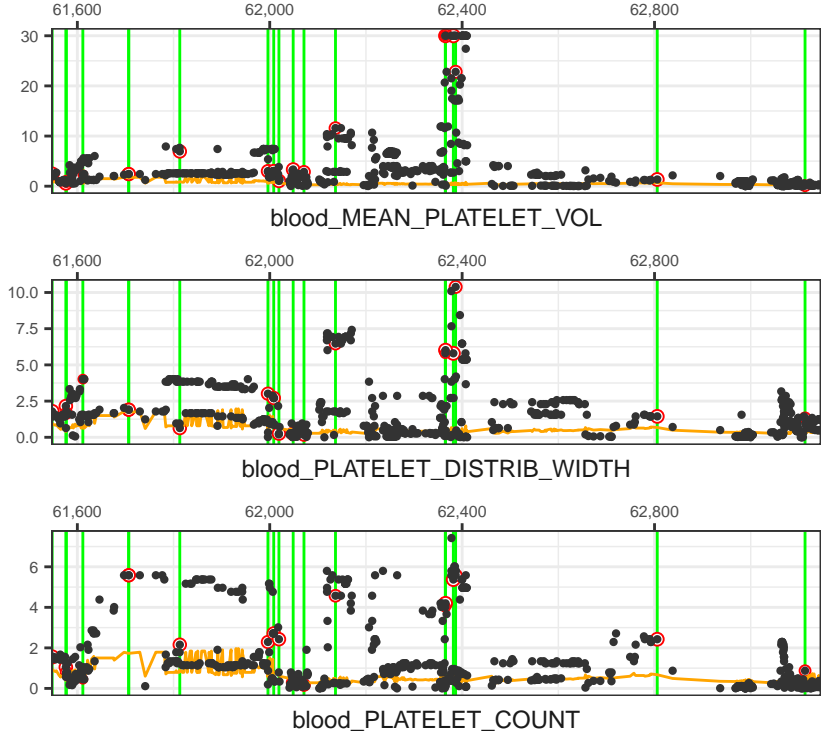 61,600 62,000 62,400 62,800
30
20
10
0
blood_MEAN_PLATELET_VOL
61,600 62,000 62,400 62,800
10.0
7.5
5.0
2.5
0.0
blood_PLATELET_DISTRIB_WIDTH
61,600 62,000 62,400 62,800
6
4
2
0
blood_PLATELET_COUNT